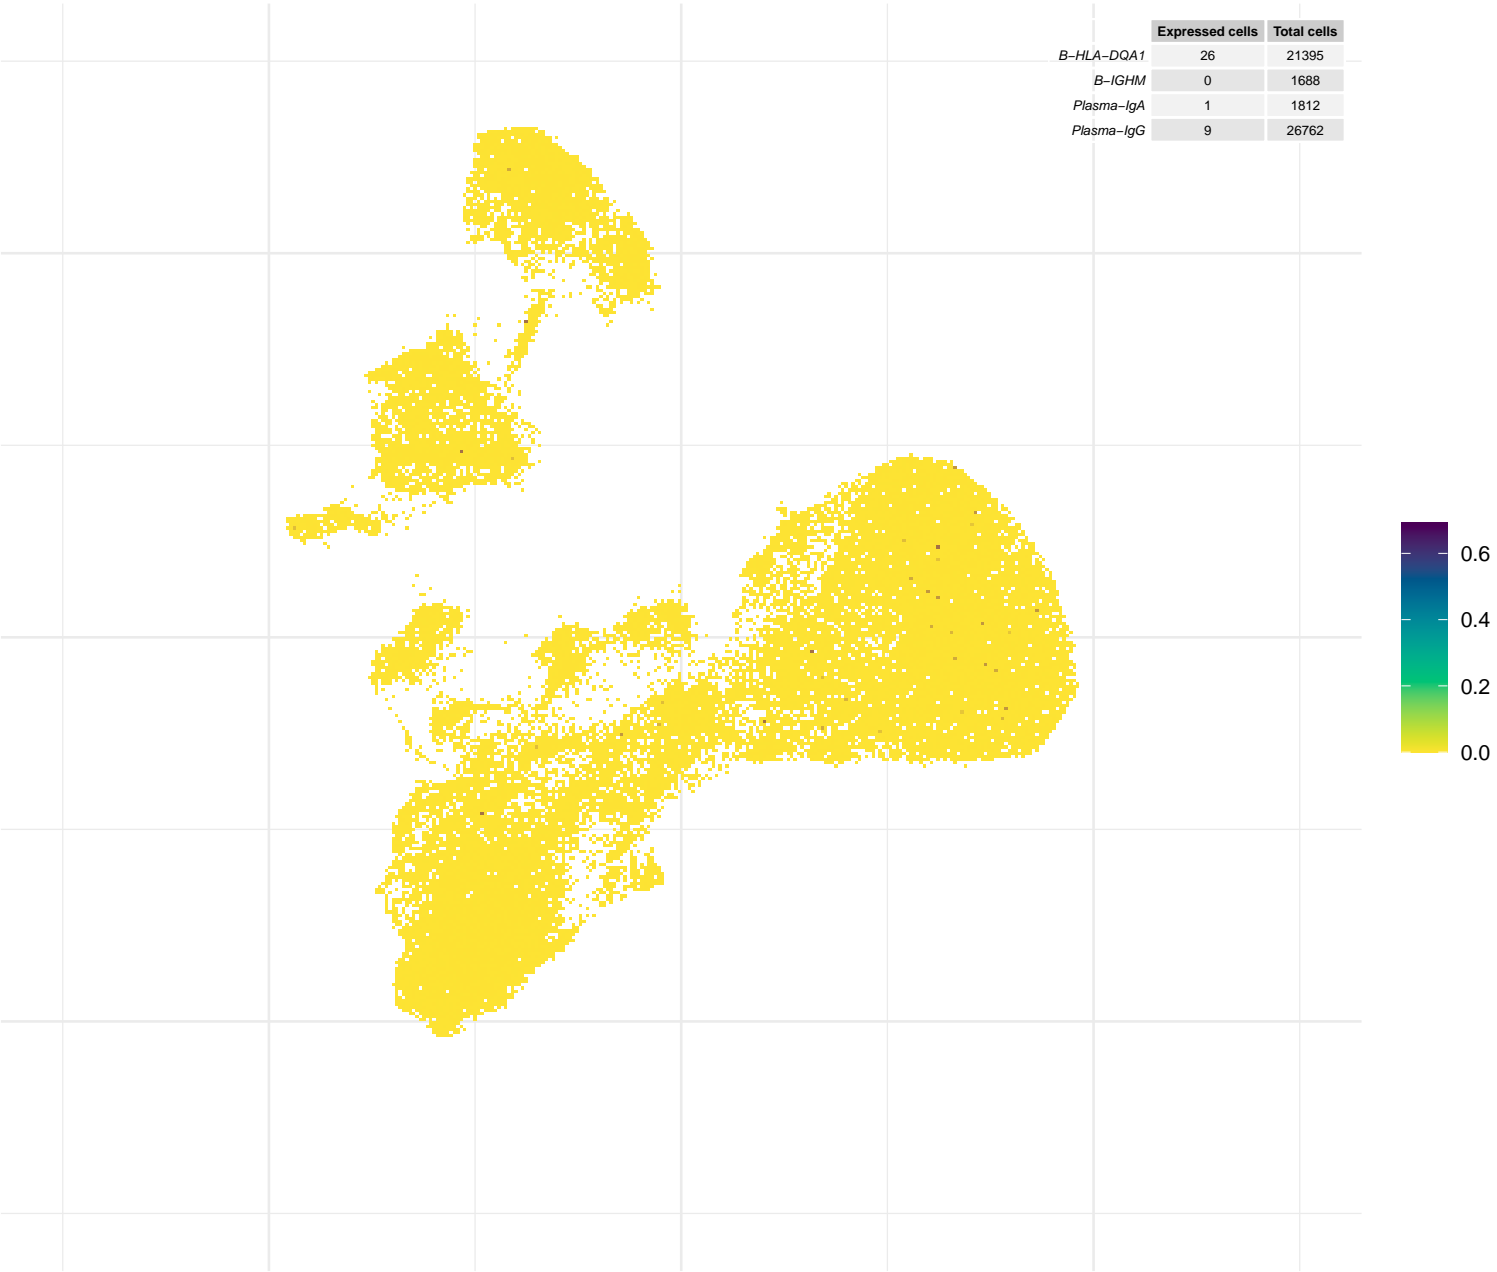 Expressed cells Total cells
B−HLA−DQA1 26 21395
B−IGHM 0 1688
Plasma−IgA 1 1812
Plasma−IgG 9 26762
0.6
0.4
0.2
0.0